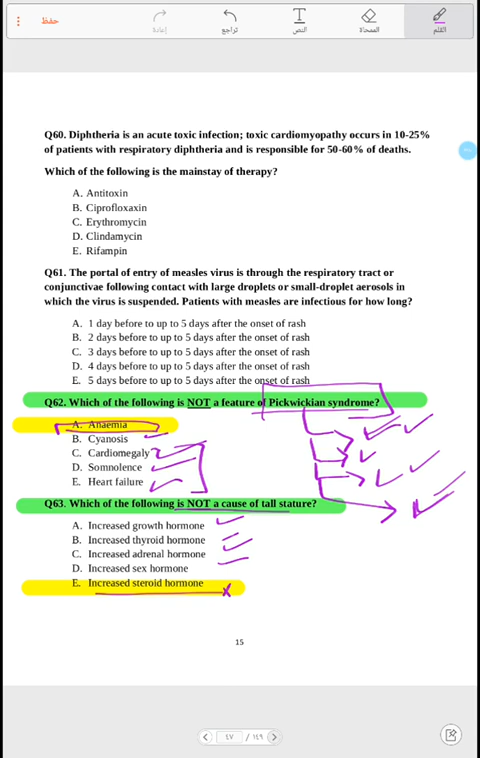 حفظ
إعادة
تراجع
النص
الممحاة
القلم
Q60. Diphtheria is an acute toxic infection; toxic cardiomyopathy occurs in 10-25%
of patients with respiratory diphtheria and is responsible for 50-60% of deaths.
Which of the following is the mainstay of therapy?
A. Antitoxin
B. Ciprofloxaxin
C. Erythromycin
D. Clindamycin
E. Rifampin
Q61. The portal of entry of measles virus is through the respiratory tract or
conjunctivae following contact with large droplets or small-droplet aerosols in
which the virus is suspended. Patients with measles are infectious for how long?
A. 1 day before to up to 5 days after the onset of rash
B. 2 days before to up to 5 days after the onset of rash
C. 3 days before to up to 5 days after the onset of rash
D. 4 days before to up to 5 days after the onset of rash
E. 5 days before to up to 5 days after the onset of rash
Q62. Which of the following is NOT a feature of Pickwickian syndrome?
A. Anaemia
B. Cyanosis
C. Cardiomegaly
D. Somnolence
E. Heart failure
Q63. Which of the following is NOT a cause of tall stature?
A. Increased growth hormone
B. Increased thyroid hormone
C. Increased adrenal hormone
D. Increased sex hormone
E. Increased steroid hormone
15
٤٧ / ١٤٩